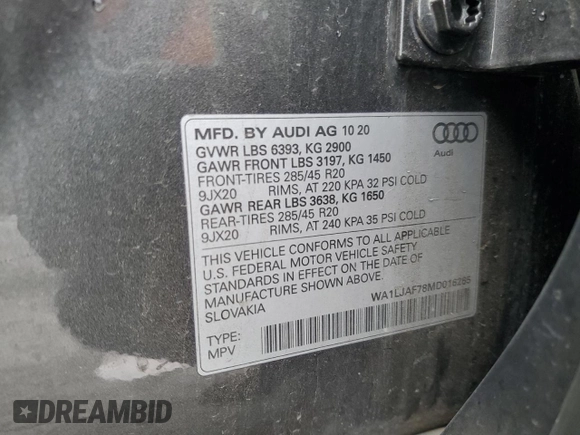 MFD. BY AUDI AG 10 20
GVWR LBS 6393, KG 2900
GAWR FRONT LBS 3197, KG 1450
FRONT-TIRES 285/45 R20
9JX20 RIMS, AT 220 KPA 32 PSI COLD
GAWR REAR LBS 3638, KG 1650
REAR-TIRES 285/45 R20
9JX20 RIMS, AT 240 KPA 35 PSI COLD
Audi
THIS VEHICLE CONFORMS TO ALL APPLICABLE
U.S. FEDERAL MOTOR VEHICLE SAFETY
STANDARDS IN EFFECT ON THE DATE OF
MANUFACTURE SHOWN ABOVE.
SLOVAKIA
TYPE:
MPV
DREAMBID